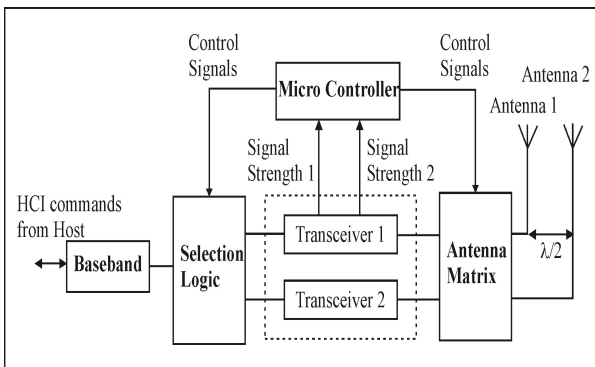 Control
Signals
Control
Signals
Antenna 2
Micro Controller
Antenna 1
Signal
Strength 1
Signal
Strength 2
HCI commands
from Host
Baseband
Selection
Logic
Transceiver 1
Transceiver 2
Antenna
Matrix
λ/2